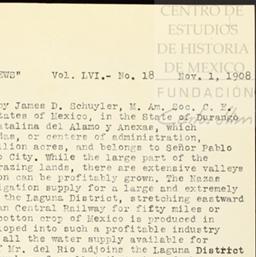 CENTRO DE
ESTUDIOS
DE HISTORIA
DE MEXICO
FUNDACIÓN
EWS" Vol. LVI.- No. 18 Nov. 1, 1908
by James D. Schuyler, M. Am. Soc. C. E.
tates of Mexico, in the State of Durango
atalina del Alamo y Anexas, which
das, or centers of administration,
llion acres, and belongs to Señor Pablo
o City. While the large part of the
razing lands, there are extensive valleys
on can be profitably grown. The Nazas
igation supply for a large and extremely
the Laguna District, stretching eastward
an Central Railway for fifty miles or
cotton crop of Mexico is produced in
loped into such a profitable industry
all the water supply available for
f Mr. del Rio adjoins the Laguna District